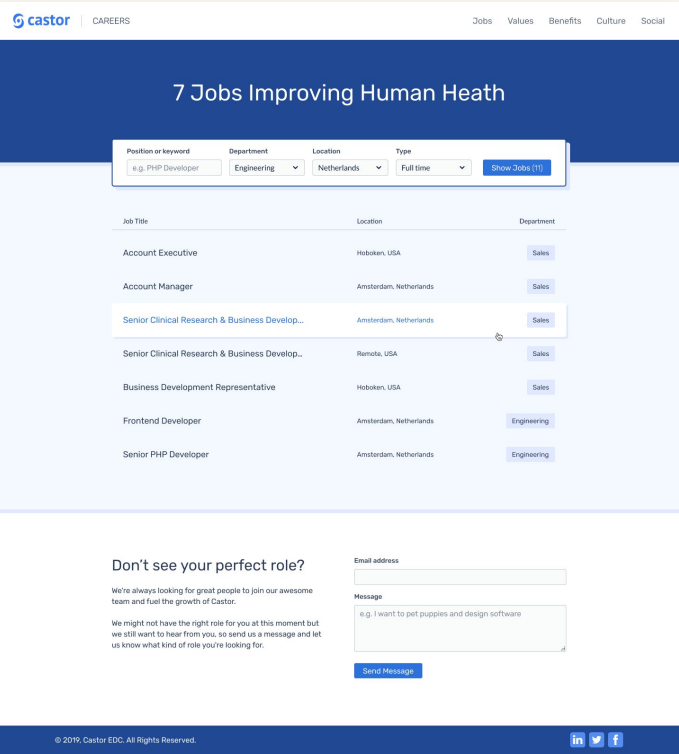 castor
CAREERS
Jobs Values Benefits Culture Social
7 Jobs Improving Human Heath
Position or keyword Department Location Type
e.g. PHP Developer Engineering Netherlands Full time Show Jobs (11)
Job Title Location Department
Account Executive Hoboken, USA Sales
Account Manager Amsterdam, Netherlands Sales
Senior Clinical Research & Business Develop... Amsterdam, Netherlands Sales
Senior Clinical Research & Business Develop... Remote, USA Sales
Business Development Representative Hoboken, USA Sales
Frontend Developer Amsterdam, Netherlands Engineering
Senior PHP Developer Amsterdam, Netherlands Engineering
Don't see your perfect role?
We're always looking for great people to join our awesome
team and fuel the growth of Castor.
We might not have the right role for you at this moment but
we still want to hear from you, so send us a message and let
us know what kind of role you're looking for.
Email address
Message
e.g. I want to pet puppies and design software
Send Message
© 2019, Castor EDC. All Rights Reserved.
in f